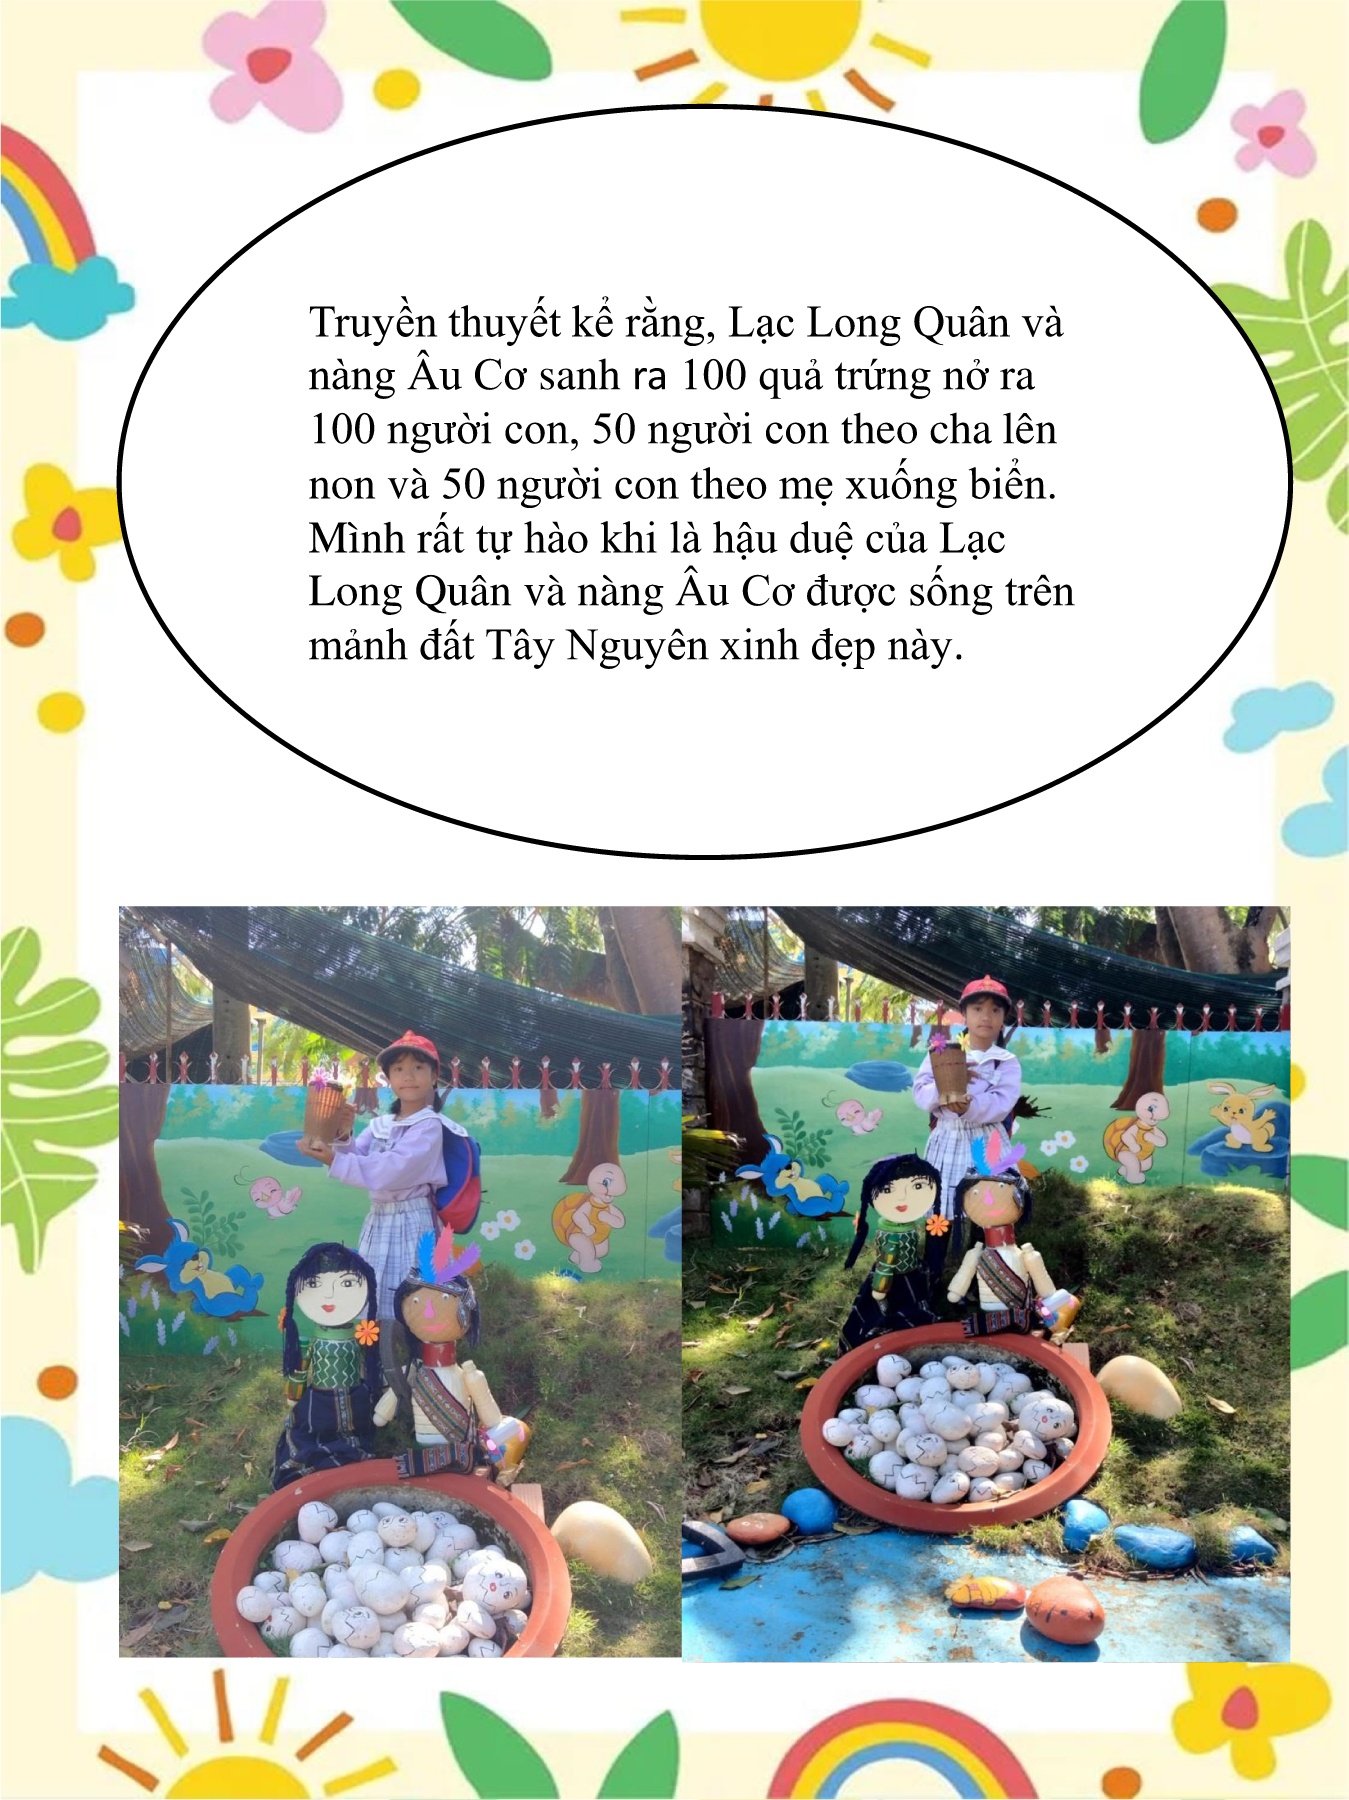 Truyền thuyết kể rằng, Lạc Long Quân và
nàng Âu Cơ sanh ra 100 quả trứng nở ra
100 người con, 50 người con theo cha lên
non và 50 người con theo mẹ xuống biển.
Mình rất tự hào khi là hậu duệ của Lạc
Long Quân và nàng Âu Cơ được sống trên
mảnh đất Tây Nguyên xinh đẹp này.